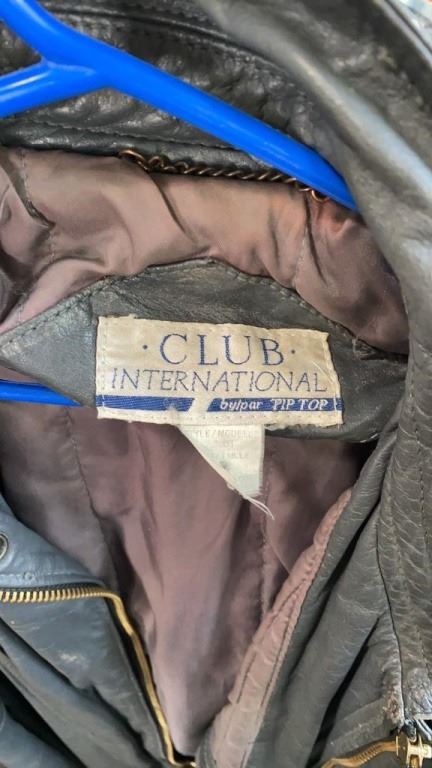 · CLUB ·
INTERNATIONAL
by/par TIP TOP